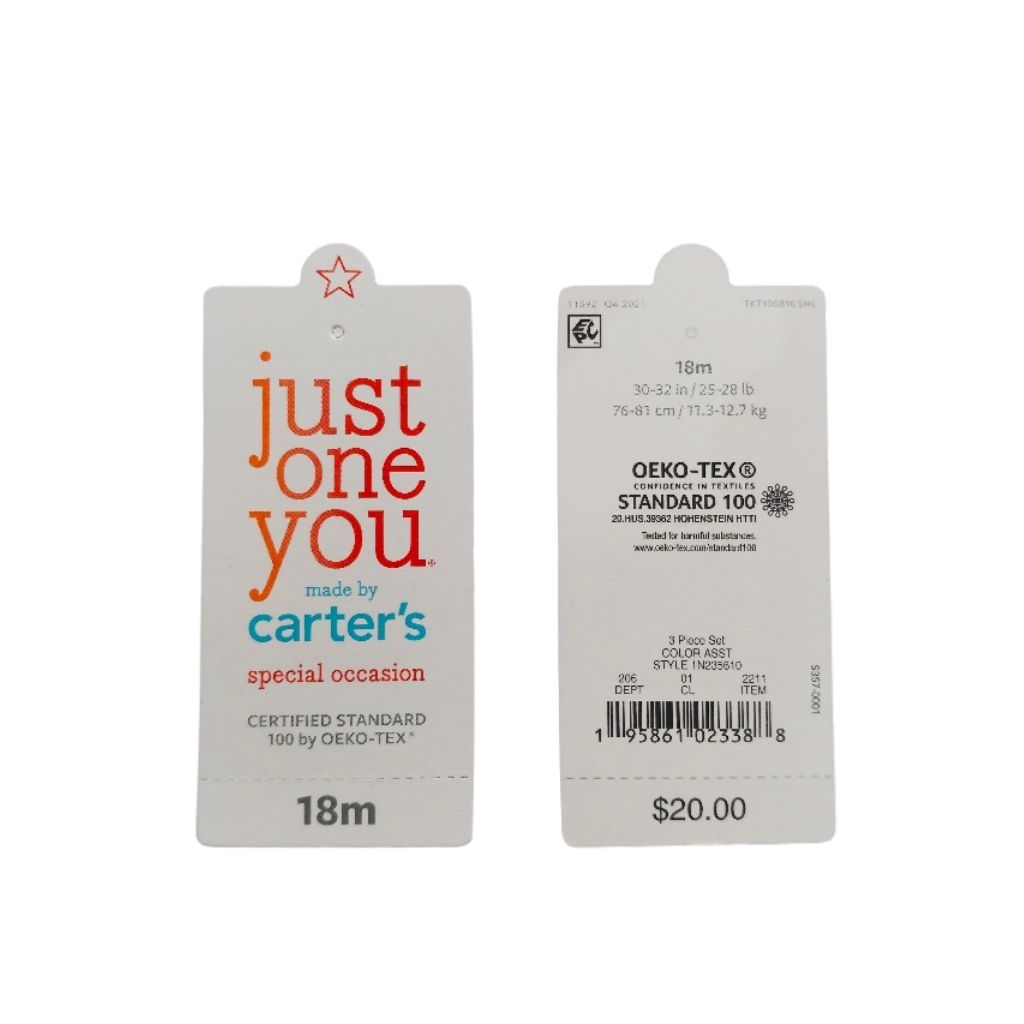 just
one
you®
made by
carter's
special occasion
CERTIFIED STANDARD
100 by OEKO-TEX®
18m
Q4 2021
EPC
18m
30-32 in / 25-28 lb
76-81 cm / 11.3-12.7 kg
OEKO-TEX®
CONFIDENCE IN TEXTILES
STANDARD 100
20.HUS.39362 HOHENSTEIN HTTI
Tested for harmful substances.
www.oeko-tex.com/standard100
3 Piece Set
COLOR ASST
STYLE 1N235610
206 01 2211
DEPT CL ITEM
5357-0001
1 95861 02338 8
$20.00